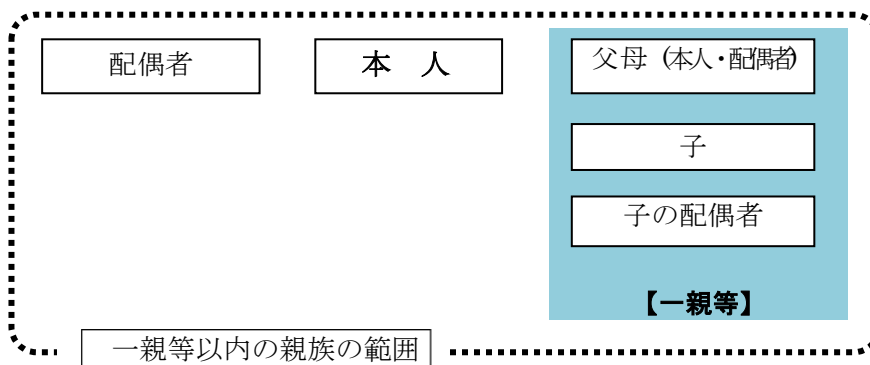 配偶者
本 人
父母(本人・配偶者)
子
子の配偶者
【一親等】
一親等以内の親族の範囲